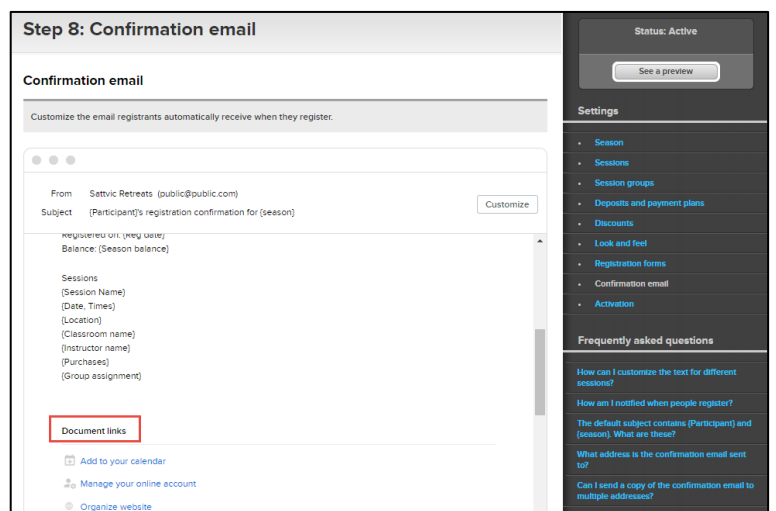 Step 8: Confirmation email
Confirmation email
Customize the email registrants automatically receive when they register.
From Sattvic Retreats (public@public.com)
Subject {Participant}'s registration confirmation for {season}
Customize
Registered on: {Reg date}
Balance: {Season balance}
Sessions
{Session Name}
{Date, Times}
{Location}
{Classroom name}
{Instructor name}
{Purchases}
{Group assignment}
Document links
Add to your calendar
Manage your online account
Organize website
Status: Active
See a preview
Settings
Season
Sessions
Session groups
Deposits and payment plans
Discounts
Look and feel
Registration forms
Confirmation email
Activation
Frequently asked questions
How can I customize the text for different
sessions?
How am I notified when people register?
The default subject contains {Participant} and
{season}. What are these?
What address is the confirmation email sent
to?
Can I send a copy of the confirmation email to
multiple addresses?